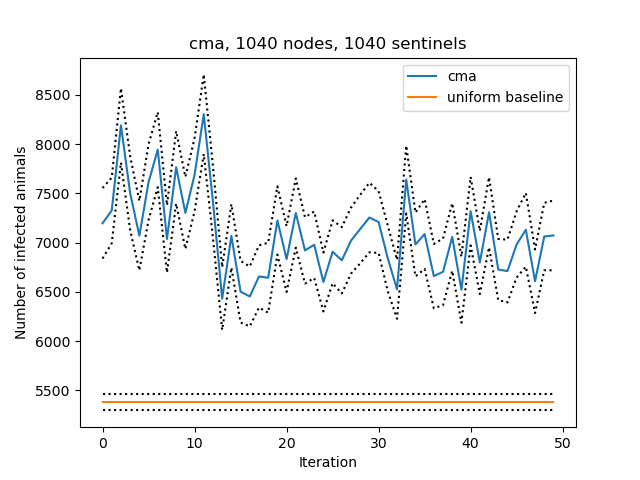 cma, 1040 nodes, 1040 sentinels
cma
uniform baseline
Number of infected animals
8500
8000
7500
7000
6500
6000
5500
0 10 20 30 40 50
Iteration